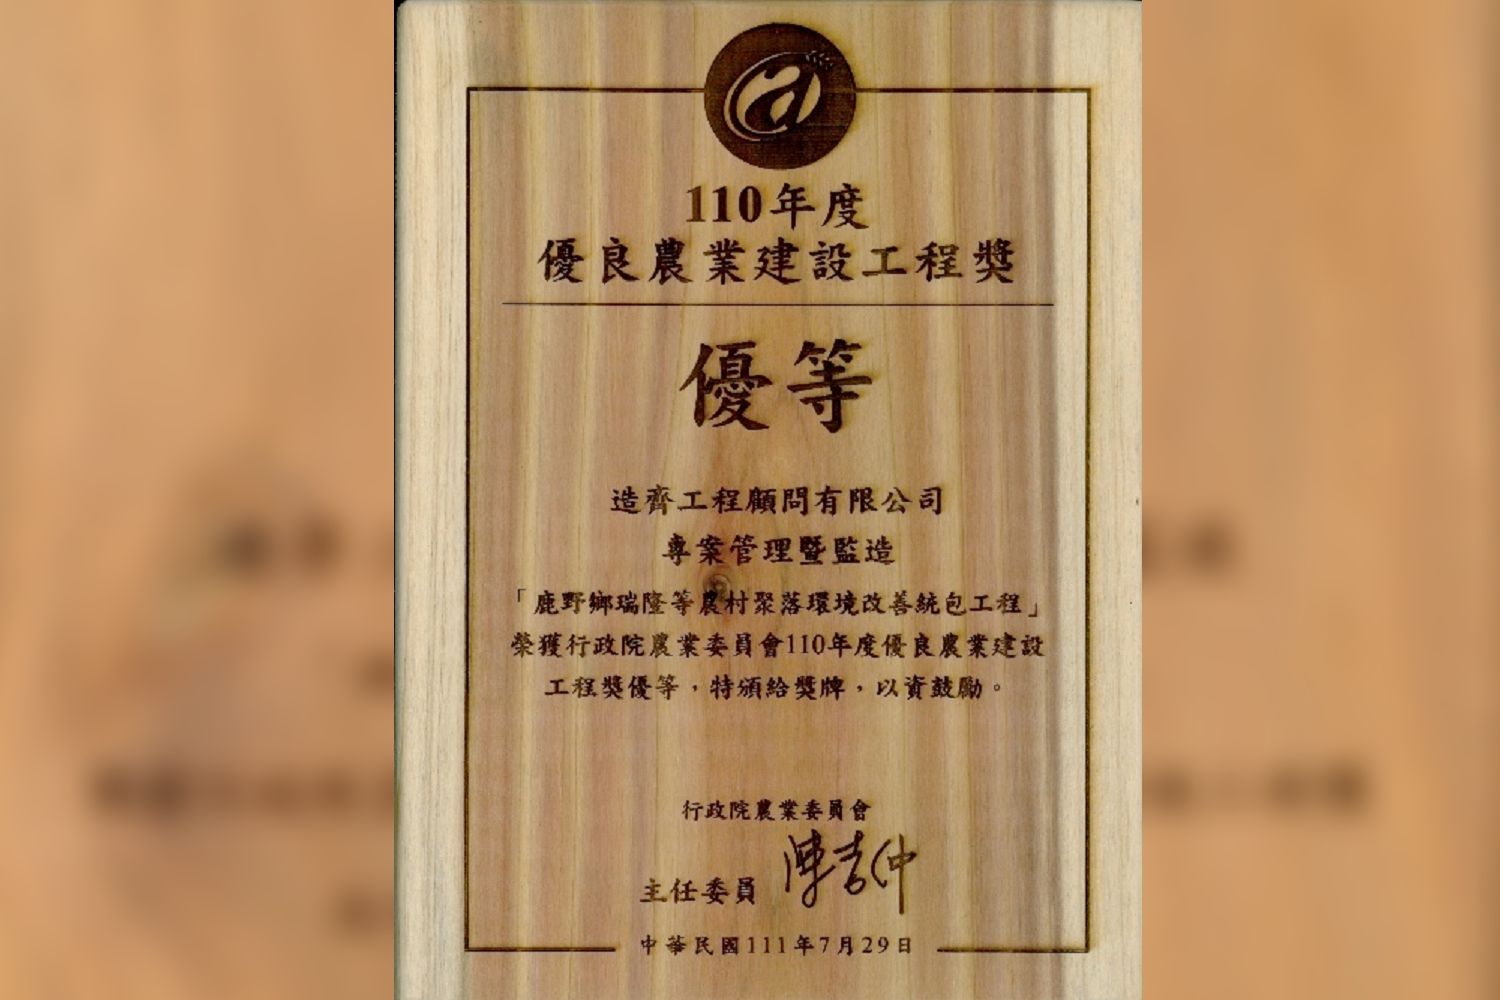 110年度
優良農業建設工程獎
優等
造齊工程顧問有限公司
專案管理暨監造
「鹿野鄉瑞隆等農村聚落環境改善統包工程」
榮獲行政院農業委員會110年度優良農業建設
工程獎優等，特頒給獎牌，以資鼓勵。
行政院農業委員會
主任委員 陳吉仲
中華民國111年7月29日